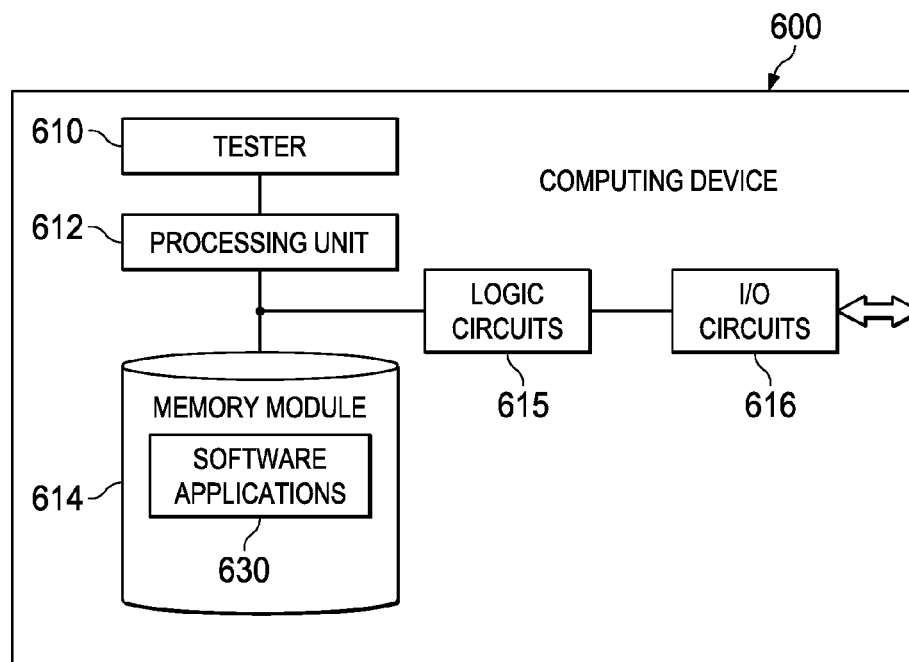 600
610
TESTER
COMPUTING DEVICE
612
PROCESSING UNIT
LOGIC
CIRCUITS
I/O
CIRCUITS
615
616
MEMORY MODULE
SOFTWARE
APPLICATIONS
614
630